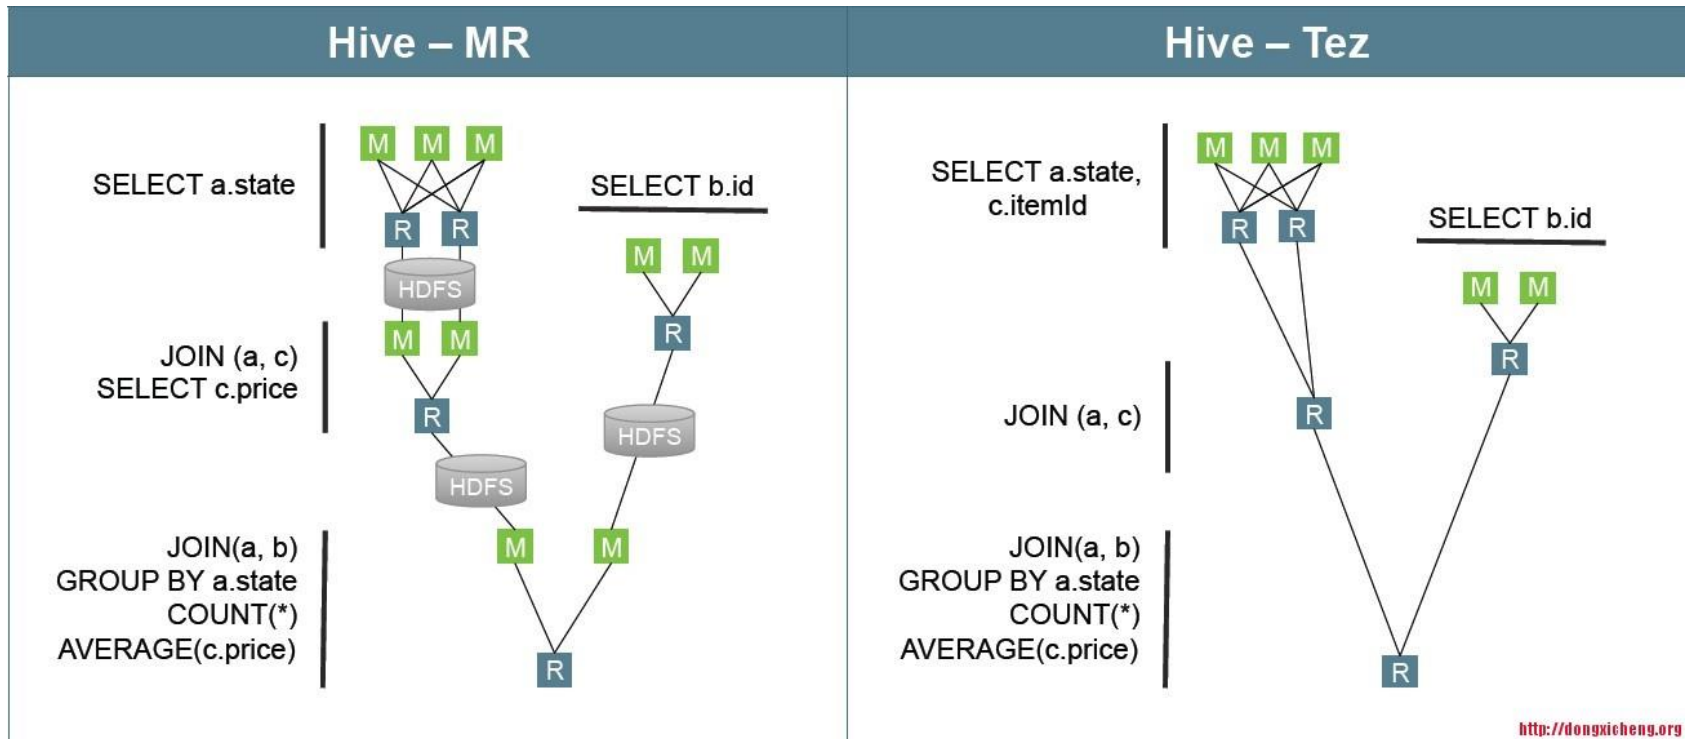 Hive – MR
SELECT a.state
M M M
R R
HDFS
SELECT b.id
M M
R
JOIN (a, c)
SELECT c.price
M M
R
HDFS
HDFS
JOIN(a, b)
GROUP BY a.state
COUNT(*)
AVERAGE(c.price)
M M
R
Hive – Tez
SELECT a.state,
c.itemId
M M M
R R
SELECT b.id
M M
R
JOIN (a, c)
R
JOIN(a, b)
GROUP BY a.state
COUNT(*)
AVERAGE(c.price)
R
http://dongxicheng.org